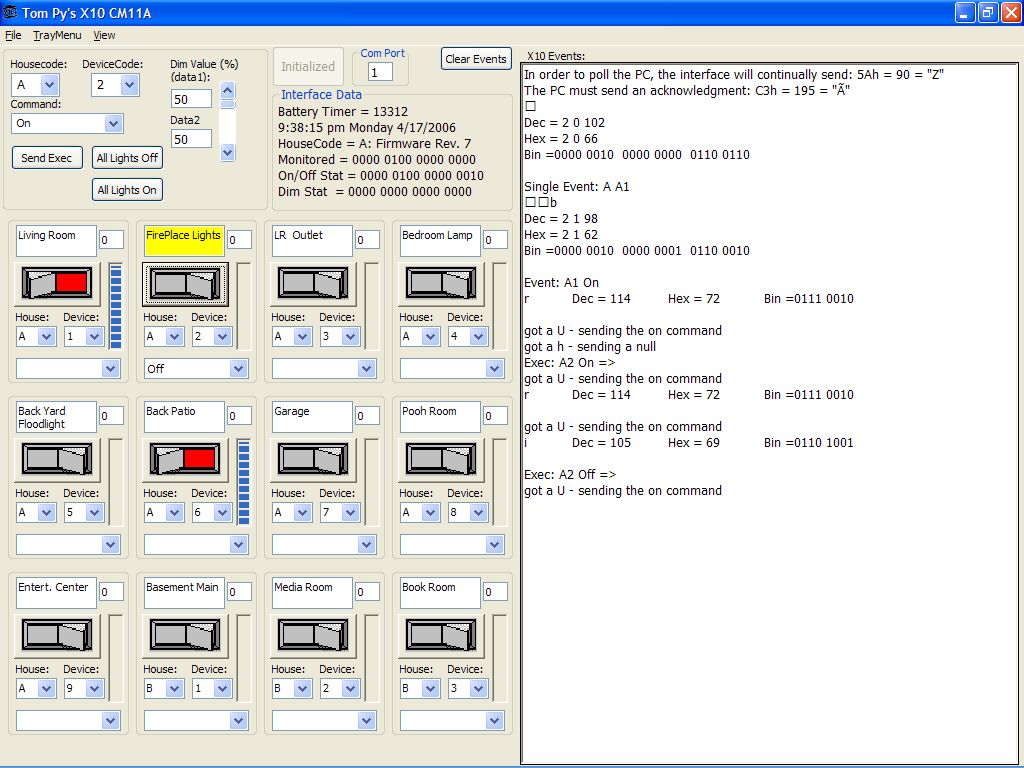 Tom Py's X10 CM11A
File TrayMenu View
Housecode: DeviceCode: Dim Value (%)
(data1):
A 2
50
Command:
On
Data2
50
Send Exec All Lights Off
All Lights On
Initialized
Com Port
1
Clear Events
Interface Data
Battery Timer = 13312
9:38:15 pm Monday 4/17/2006
HouseCode = A: Firmware Rev. 7
Monitored = 0000 0100 0000 0000
On/Off Stat = 0000 0100 0000 0010
Dim Stat = 0000 0000 0000 0000
Living Room 0 FirePlace Lights 0 LR Outlet 0 Bedroom Lamp 0
House: Device: House: Device: House: Device: House: Device:
A 1 A 2 A 3 A 4
Off
Back Yard
Floodlight 0 Back Patio 0 Garage 0 Pooh Room 0
House: Device: House: Device: House: Device: House: Device:
A 5 A 6 A 7 A 8
Entert. Center 0 Basement Main 0 Media Room 0 Book Room 0
House: Device: House: Device: House: Device: House: Device:
A 9 B 1 B 2 B 3
X10 Events:
In order to poll the PC, the interface will continually send: 5Ah = 90 = "Z"
The PC must send an acknowledgment: C3h = 195 = "Ã"
□
Dec = 2 0 102
Hex = 2 0 66
Bin =0000 0010 0000 0000 0110 0110
Single Event: A A1
□□b
Dec = 2 1 98
Hex = 2 1 62
Bin =0000 0010 0000 0001 0110 0010
Event: A1 On
r Dec = 114 Hex = 72 Bin =0111 0010
got a U - sending the on command
got a h - sending a null
Exec: A2 On =>
got a U - sending the on command
r Dec = 114 Hex = 72 Bin =0111 0010
got a U - sending the on command
i Dec = 105 Hex = 69 Bin =0110 1001
Exec: A2 Off =>
got a U - sending the on command